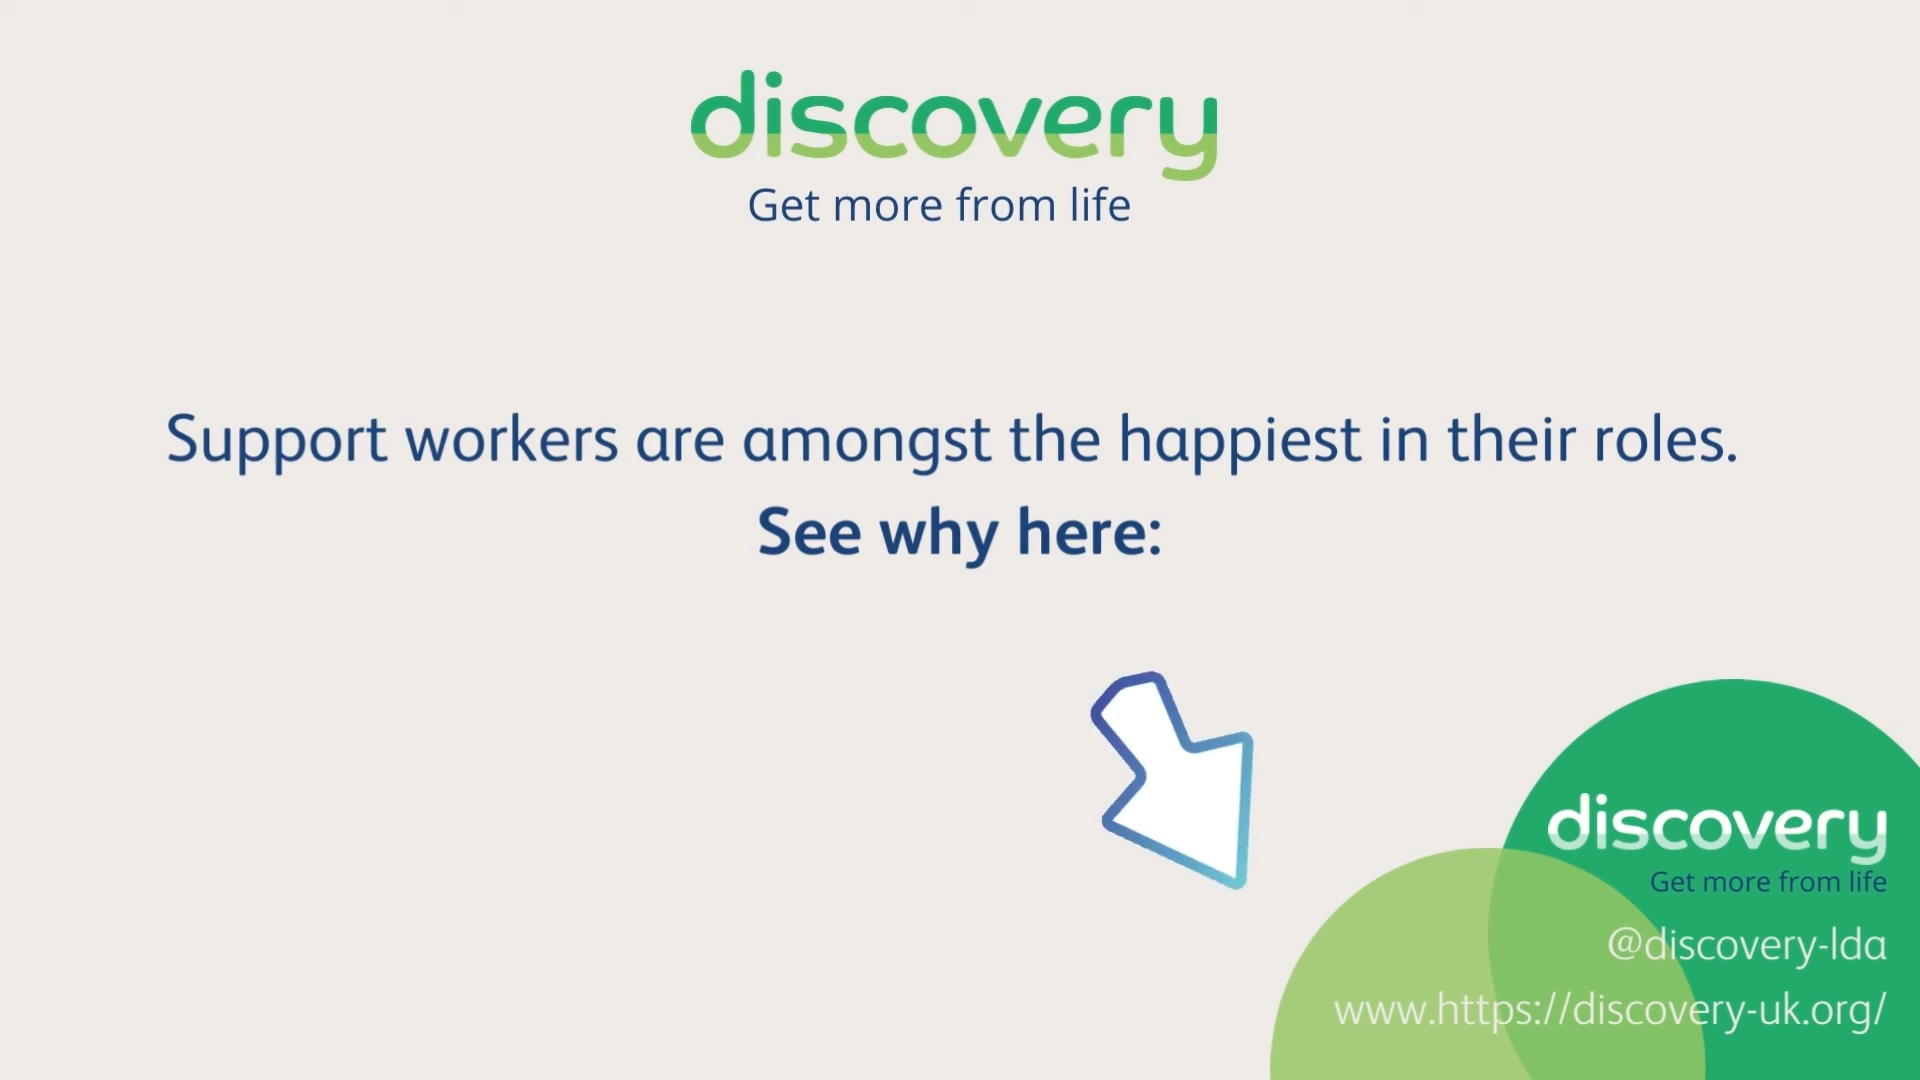 discovery
Get more from life
Support workers are amongst the happiest in their roles.
See why here:
discovery
Get more from life
@discovery-lda
www.https://discovery-uk.org/